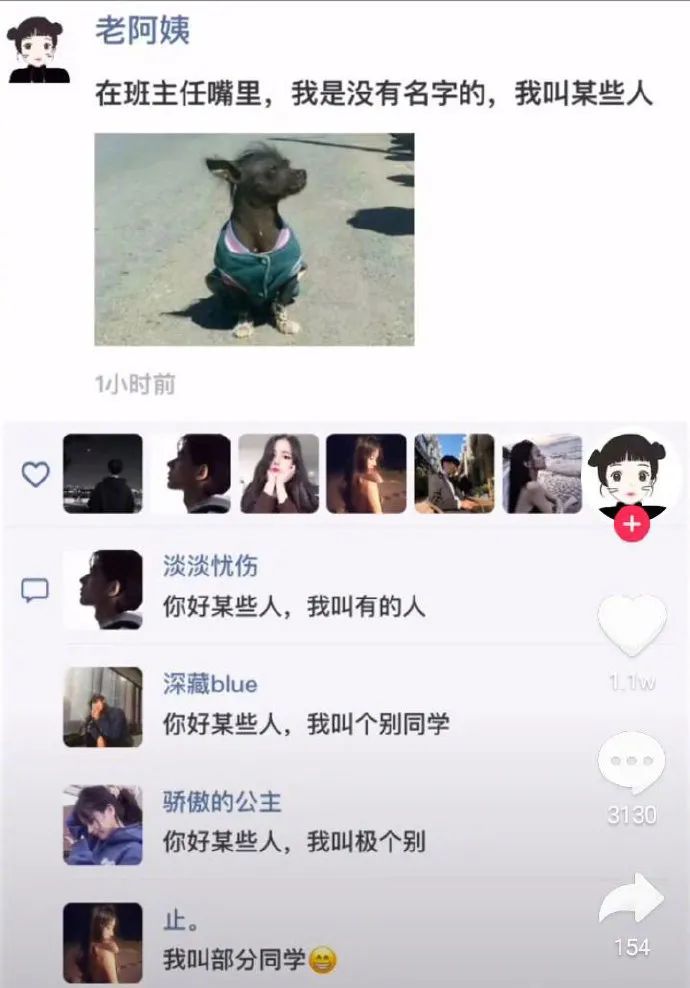 老阿姨
在班主任嘴里，我是没有名字的，我叫某些人
1小时前
淡淡忧伤
你好某些人，我叫有的人
深藏blue
你好某些人，我叫个别同学
1.1w
骄傲的公主
你好某些人，我叫极个别
3130
止。
我叫部分同学😁
154